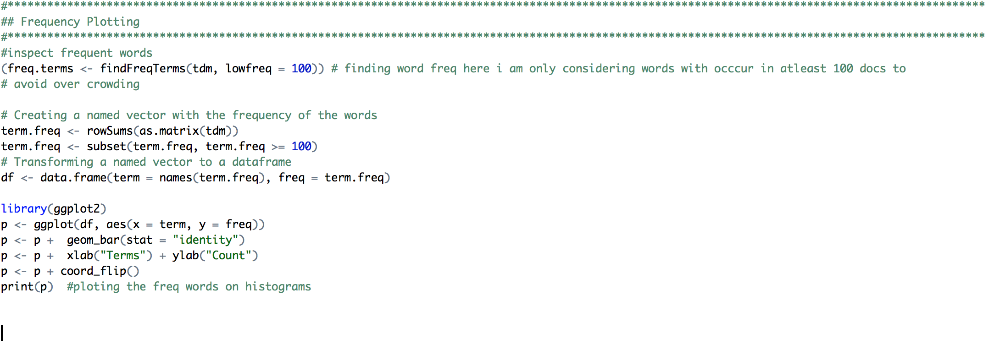 #****************************************************************************************************************************************************
## Frequency Plotting
#****************************************************************************************************************************************************
#inspect frequent words
(freq.terms <- findFreqTerms(tdm, lowfreq = 100)) # finding word freq here i am only considering words with occcur in atleast 100 docs to
# avoid over crowding
# Creating a named vector with the frequency of the words
term.freq <- rowSums(as.matrix(tdm))
term.freq <- subset(term.freq, term.freq >= 100)
# Transforming a named vector to a dataframe
df <- data.frame(term = names(term.freq), freq = term.freq)
library(ggplot2)
p <- ggplot(df, aes(x = term, y = freq))
p <- p +  geom_bar(stat = "identity")
p <- p +  xlab("Terms") + ylab("Count")
p <- p + coord_flip()
print(p)  #ploting the freq words on histograms